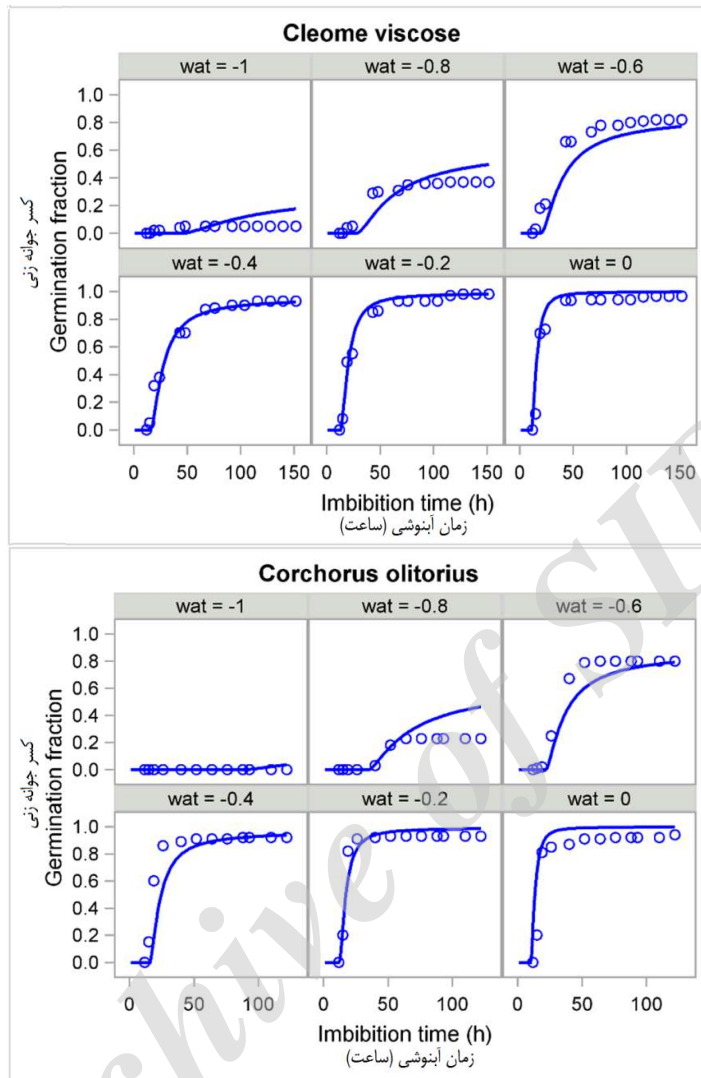 Cleome viscose
wat = -1
wat = -0.8
wat = -0.6
1.0
0.8
0.6
0.4
0.2
0.0
wat = -0.4
wat = -0.2
wat = 0
1.0
0.8
0.6
0.4
0.2
0.0
کسر جوانه زنی
Germination fraction
0 50 100 150
0 50 100 150
0 50 100 150
Imbibition time (h)
زمان آبنوشی (ساعت)
Corchorus olitorius
wat = -1
wat = -0.8
wat = -0.6
1.0
0.8
0.6
0.4
0.2
0.0
wat = -0.4
wat = -0.2
wat = 0
1.0
0.8
0.6
0.4
0.2
0.0
کسر جوانه زنی
Germination fraction
0 50 100
0 50 100
0 50 100
Imbibition time (h)
زمان آبنوشی (ساعت)